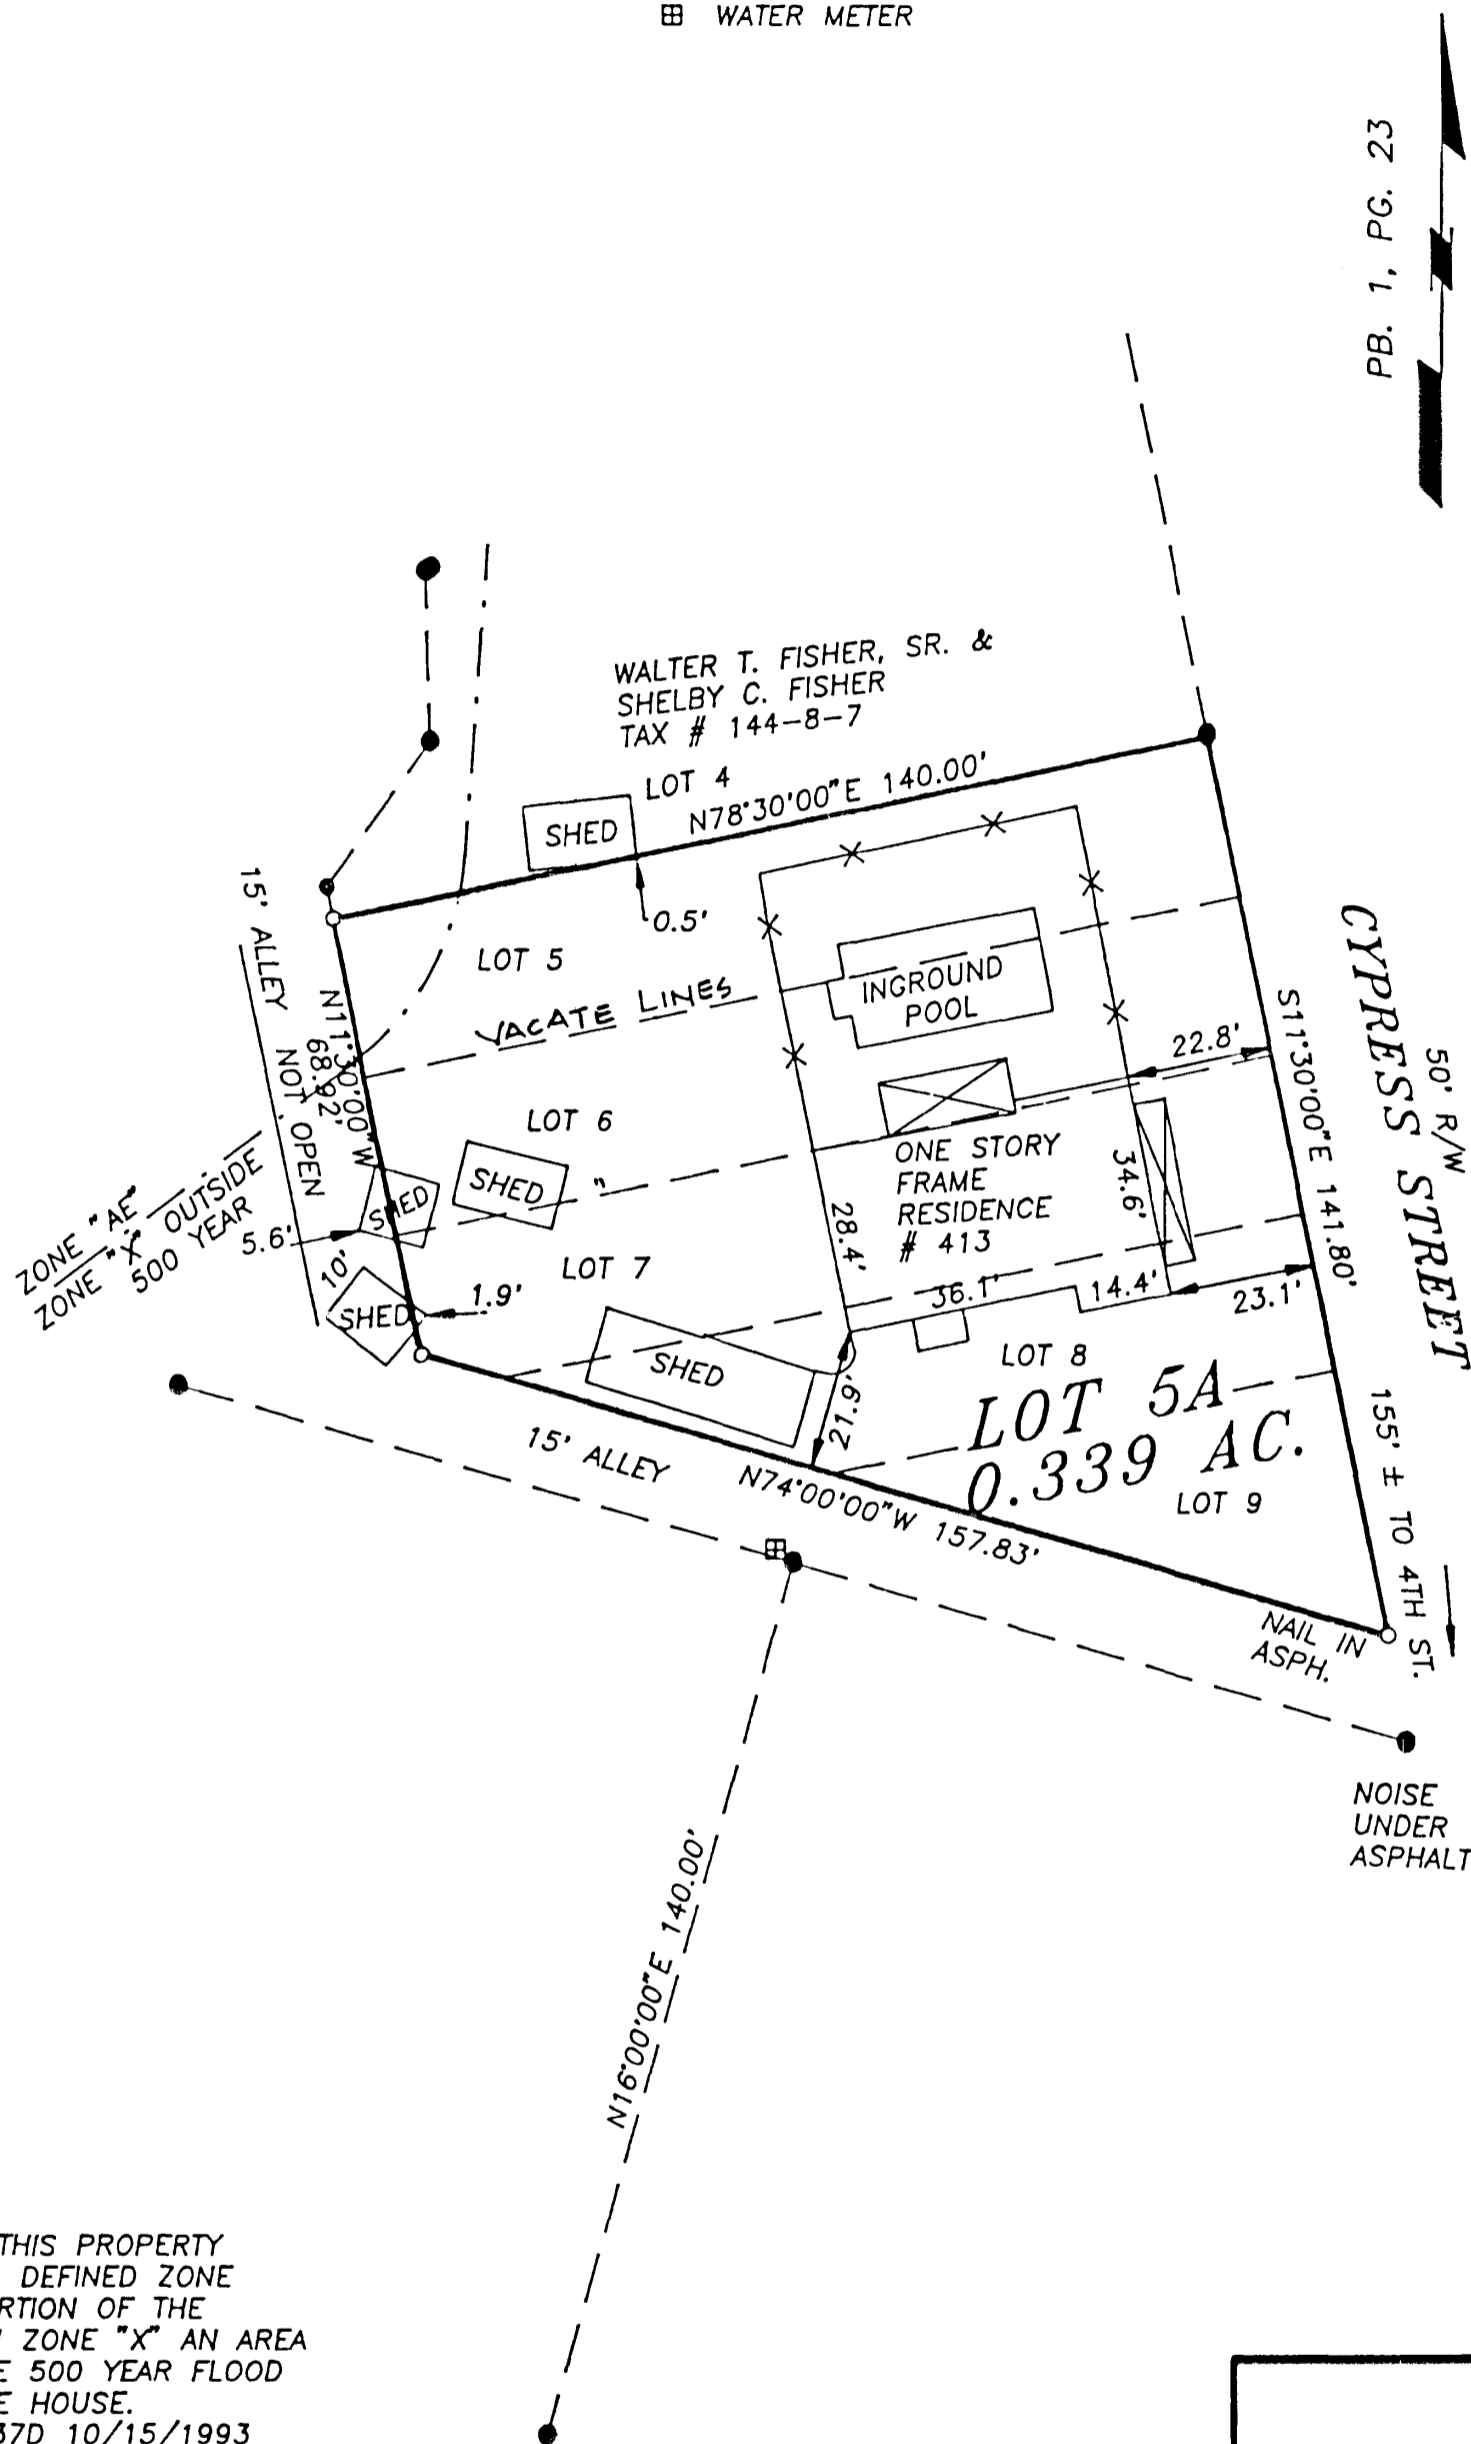 WATER METER
PB. 1, PG. 23
WALTER T. FISHER, SR. &
SHELBY C. FISHER
TAX # 144-8-7
LOT 4
N78°30'00"E 140.00'
SHED
0.5'
15' ALLEY NOT OPEN
N11°30'00"W
68.92'
LOT 5
VACATE LINES
INGROUND
POOL
22.8'
S11°30'00"E 141.80'
CYPRESS STREET
50' R/W
LOT 6
SHED
"
SHED
ONE STORY
FRAME
RESIDENCE
# 413
34.6'
28.4'
ZONE "AE"
ZONE "X" OUTSIDE
500 YEAR
5.6'
10'
LOT 7
36.1'
14.4'
23.1'
1.9'
SHED
SHED
21.9'
LOT 8
LOT 5A
0.339 AC.
LOT 9
155' ± TO 4TH ST.
15' ALLEY
N74°00'00"W 157.83'
NAIL IN
ASPH.
NOISE
UNDER
ASPHALT
N16°00'00"E 140.00'
THIS PROPERTY
DEFINED ZONE
RTION OF THE
ZONE "X" AN AREA
E 500 YEAR FLOOD
E HOUSE.
37D 10/15/1993